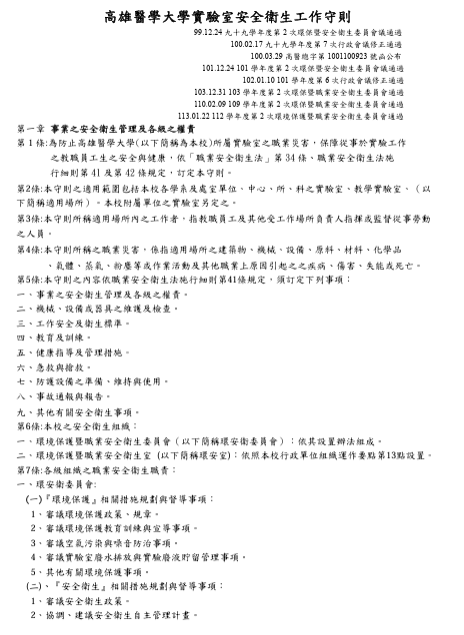 高雄醫學大學實驗室安全衛生工作守則
99.12.24 九十九學年度第 2 次環保暨安全衛生委員會議通過
100.02.17 九十九學年度第 7 次行政會議修正通過
100.03.29 高醫總字第 1001100923 號函公布
101.12.24 101 學年度第 2 次環保暨安全衛生委員會議通過
102.01.10 101 學年度第 6 次行政會議修正通過
103.12.31 103 學年度第 2 次環保暨職業安全衛生委員會通過
110.02.09 109 學年度第 2 次環保暨職業安全衛生委員會通過
113.01.22 112 學年度第 2 次環境保護暨職業安全衛生委員會通過
第一章 事業之安全衛生管理及各級之權責
第 1 條:為防止高雄醫學大學(以下簡稱為本校)所屬實驗室之職業災害，保障從事於實驗工作
之教職員工生之安全與健康，依「職業安全衛生法」第 34 條、職業安全衛生法施
行細則第 41 及第 42 條規定，訂定本守則。
第2條:本守則之適用範圍包括本校各學系及處室單位、中心、所、科之實驗室、教學實驗室、（以
下簡稱適用場所）。本校附屬單位之實驗室另定之。
第3條:本守則所稱適用場所內之工作者，指教職員工及其他受工作場所負責人指揮或監督從事勞動
之人員。
第4條:本守則所稱之職業災害，係指適用場所之建築物、機械、設備、原料、材料、化學品
、氣體、蒸氣、粉塵等或作業活動及其他職業上原因引起之之疾病、傷害、失能或死亡。
第5條:本守則之內容依職業安全衛生法施行細則第41條規定，須訂定下列事項：
一、事業之安全衛生管理及各級之權責。
二、機械、設備或器具之維護及檢查。
三、工作安全及衛生標準。
四、教育及訓練。
五、健康指導及管理措施。
六、急救與搶救。
七、防護設備之準備、維持與使用。
八、事故通報與報告。
九、其他有關安全衛生事項。
第6條:本校之安全衛生組織：
一、環境保護暨職業安全衛生委員會（以下簡稱環安衛委員會）：依其設置辦法組成。
二、環境保護暨職業安全衛生室 (以下簡稱環安室)：依照本校行政單位組織運作要點第13點設置。
第7條:各級組織之職業安全衛生職責：
一、環安衛委員會:
(一)『環境保護』相關措施規劃與督導事項：
1、審議環境保護政策、規章。
2、審議環境保護教育訓練與宣導事項。
3、審議空氣污染與噪音防治事項。
4、審議實驗室廢水排放與實驗廢液貯留管理事項。
5、其他有關環境保護事項。
(二)、『安全衛生』相關措施規劃與督導事項：
1、審議安全衛生政策。
2、協調、建議安全衛生自主管理計畫。